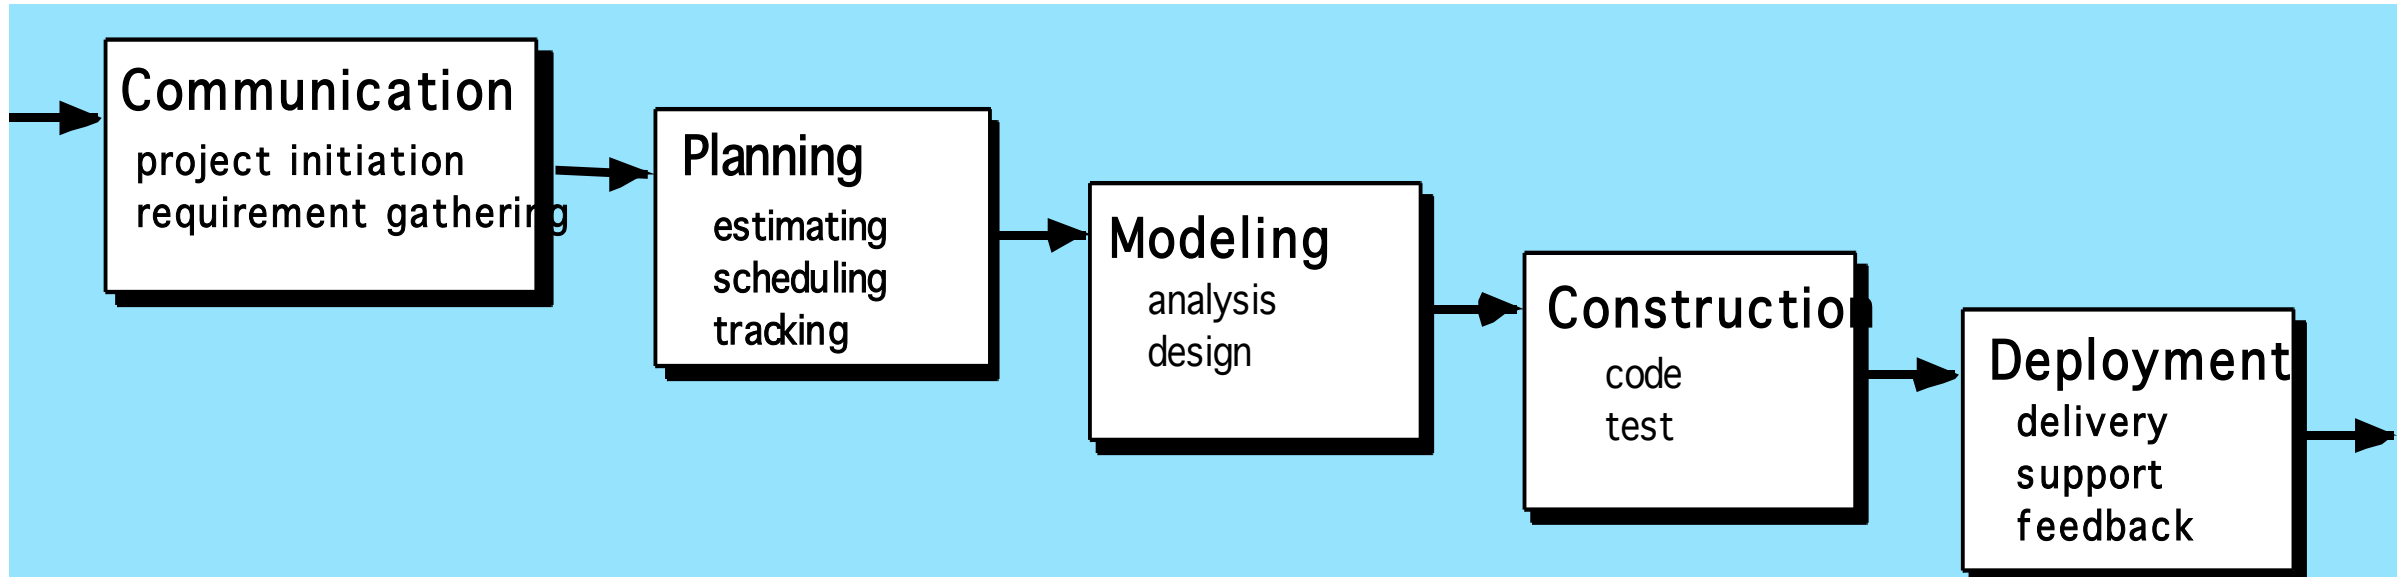 Communication
project initiation
requirement gathering
Planning
estimating
scheduling
tracking
Modeling
analysis
design
Construction
code
test
Deployment
delivery
support
feedback